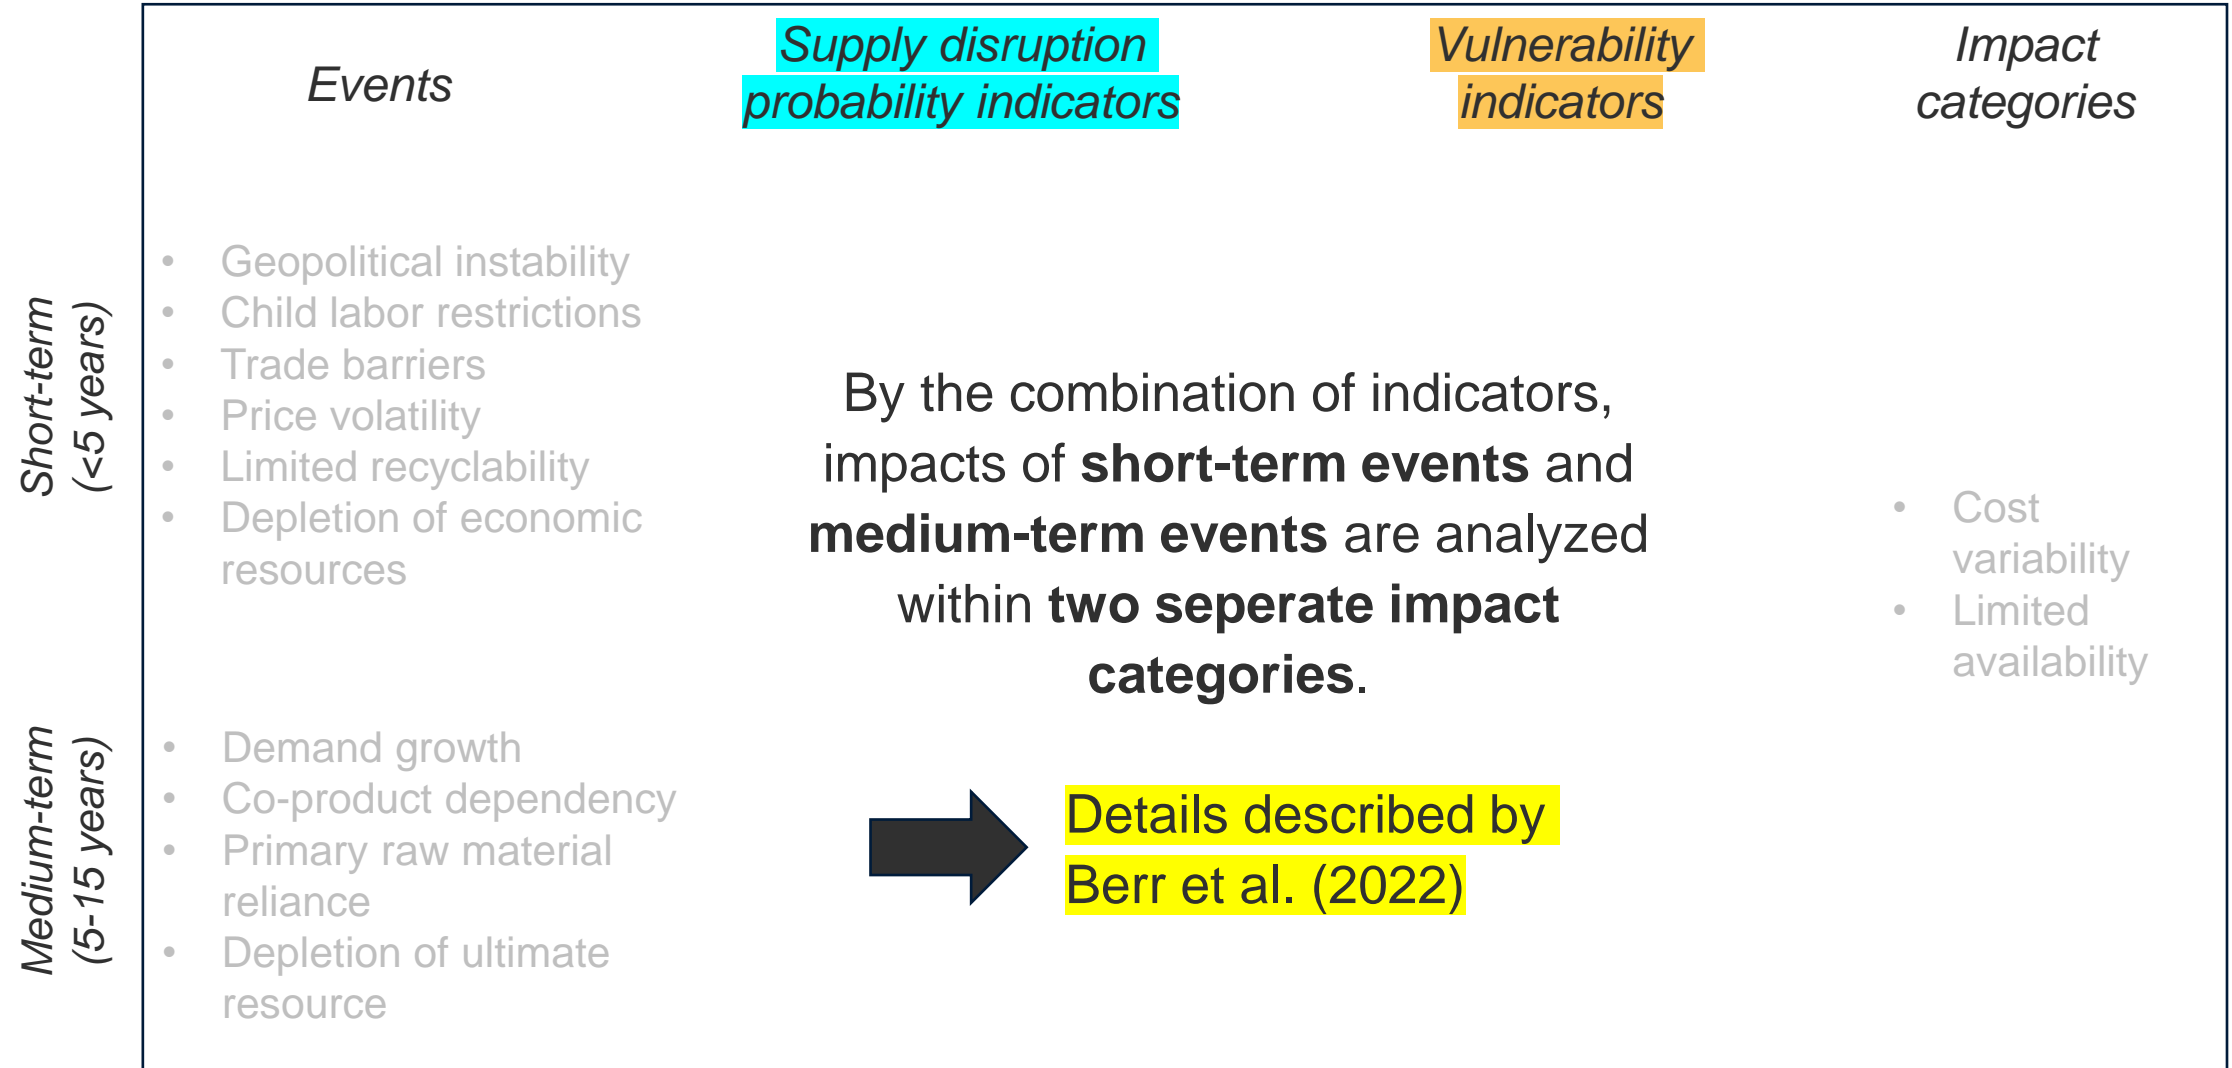 Events
Supply disruption
probability indicators
Vulnerability
indicators
Impact
categories
Short-term
(<5 years)
• Geopolitical instability
• Child labor restrictions
• Trade barriers
• Price volatility
• Limited recyclability
• Depletion of economic
resources
By the combination of indicators,
impacts of short-term events and
medium-term events are analyzed
within two seperate impact
categories.
• Cost
variability
• Limited
availability
Medium-term
(5-15 years)
• Demand growth
• Co-product dependency
• Primary raw material
reliance
• Depletion of ultimate
resource
Details described by
Berr et al. (2022)